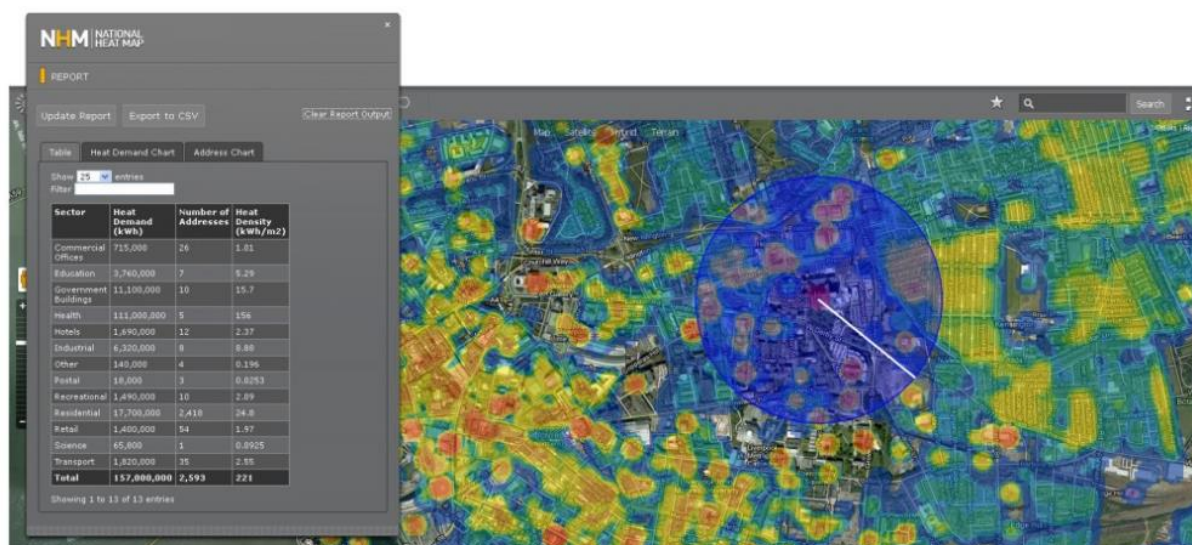 NHM NATIONAL
HEAT MAP
REPORT
Update Report Export to CSV Clear Report Output
Table Heat Demand Chart Address Chart
Show 25 entries
Filter
Sector Heat Demand (kWh) Number of Addresses Heat Density (kWh/m2)
Commercial Offices 715,000 26 1.01
Education 3,760,000 7 5.29
Government Buildings 11,100,000 10 15.7
Health 111,000,000 5 156
Hotels 1,690,000 12 2.37
Industrial 6,320,000 8 8.88
Other 140,000 4 0.196
Postal 18,000 3 0.0253
Recreational 1,490,000 10 2.09
Residential 17,700,000 2,418 24.8
Retail 1,400,000 54 1.97
Science 65,800 1 0.0925
Transport 1,820,000 35 2.55
Total 157,000,000 2,593 221
Showing 1 to 13 of 13 entries
Search
Map Satellite Hybrid Terrain
Kensington
Edge Hill